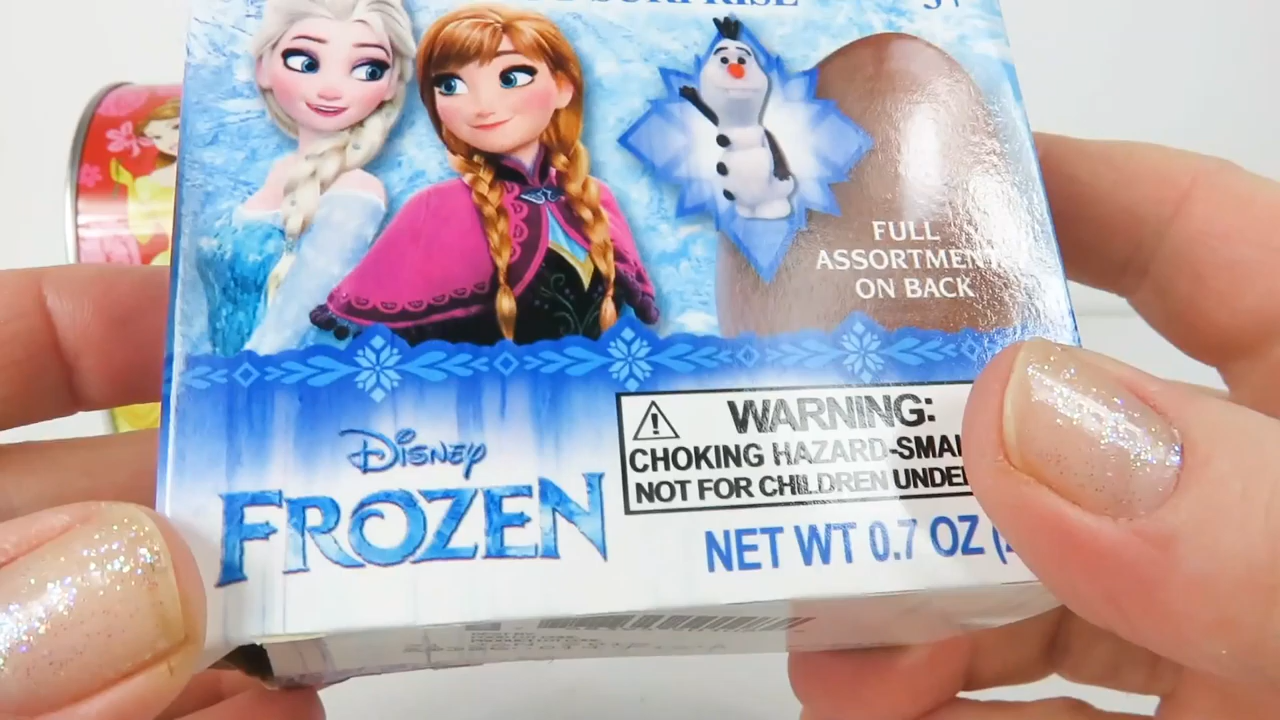 SURPRISE
FULL
ASSORTMENT
ON BACK
WARNING:
CHOKING HAZARD-SMAL
NOT FOR CHILDREN UNDE
Disney
FROZEN
NET WT 0.7 OZ (